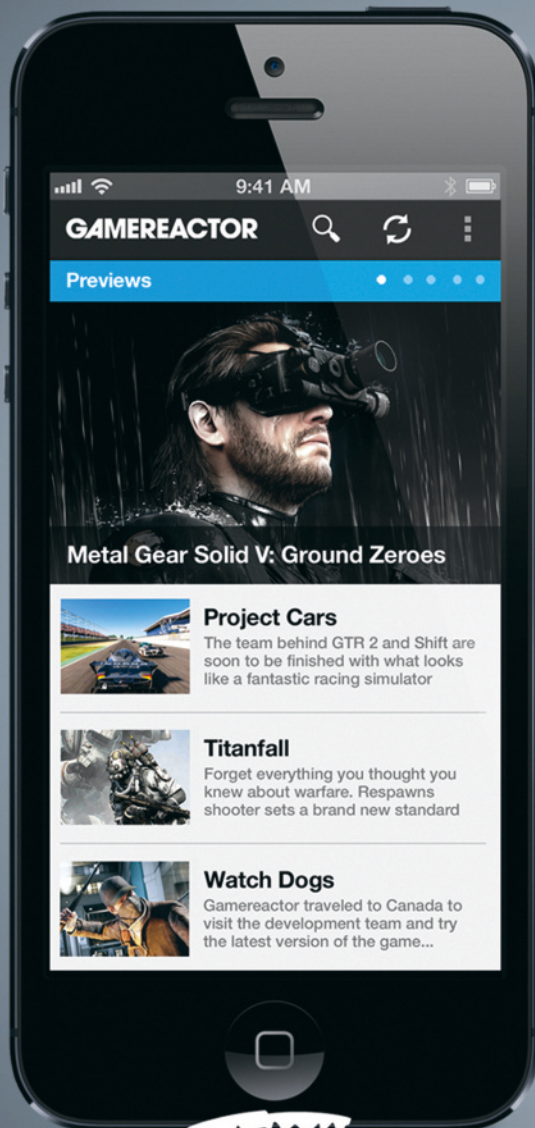 9:41 AM
GAMEREACTOR
Previews
Metal Gear Solid V: Ground Zeroes
Project Cars
The team behind GTR 2 and Shift are
soon to be finished with what looks
like a fantastic racing simulator
Titanfall
Forget everything you thought you
knew about warfare. Respawns
shooter sets a brand new standard
Watch Dogs
Gamereactor traveled to Canada to
visit the development team and try
the latest version of the game...